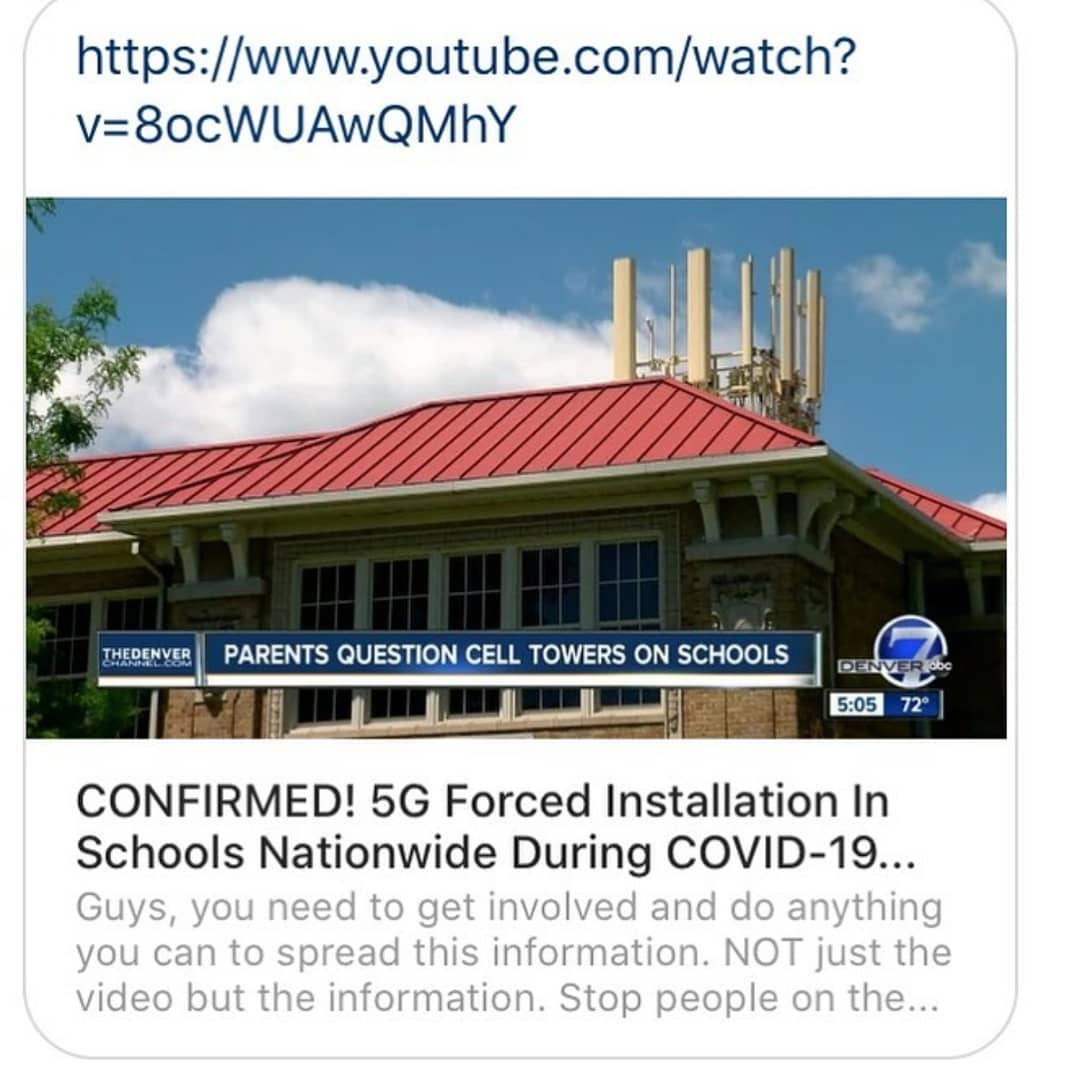 https://www.youtube.com/watch?
v=8ocWUAwQMhY
THEDENVER
CHANNEL.COM
PARENTS QUESTION CELL TOWERS ON SCHOOLS
7
DENVER abc
5:05 72°
CONFIRMED! 5G Forced Installation In
Schools Nationwide During COVID-19...
Guys, you need to get involved and do anything
you can to spread this information. NOT just the
video but the information. Stop people on the...